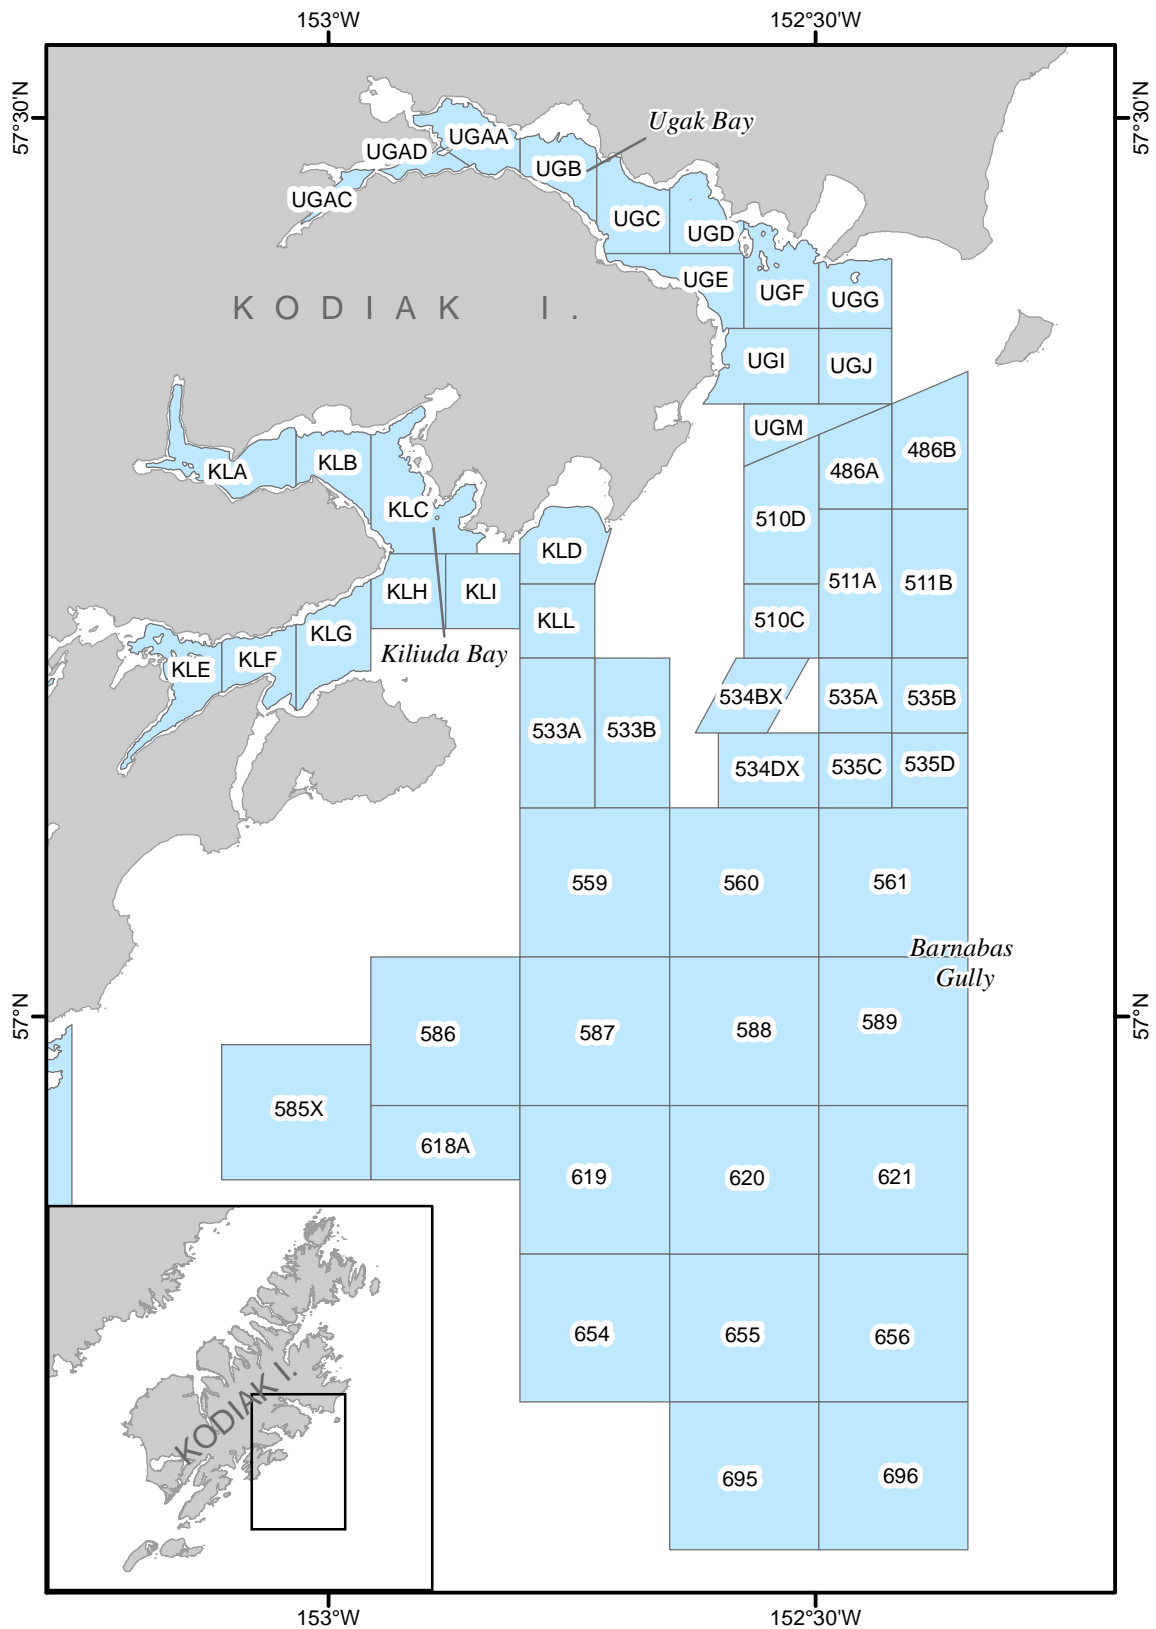 153°W
152°30'W
57°30'N
57°30'N
Ugak Bay
UGAA
UGAD
UGB
UGAC
UGC
UGD
UGE
UGF
UGG
KODIAK I.
UGI
UGJ
UGM
486B
KLA
KLB
486A
KLC
510D
KLD
511A
511B
KLH
KLI
KLL
510C
KLG
Kiliuda Bay
KLE
KLF
534BX
535A
535B
533A
533B
534DX
535C
535D
559
560
561
Barnabas
Gully
57°N
57°N
586
587
588
589
585X
618A
619
620
621
654
655
656
KODIAK I.
695
696
153°W
152°30'W